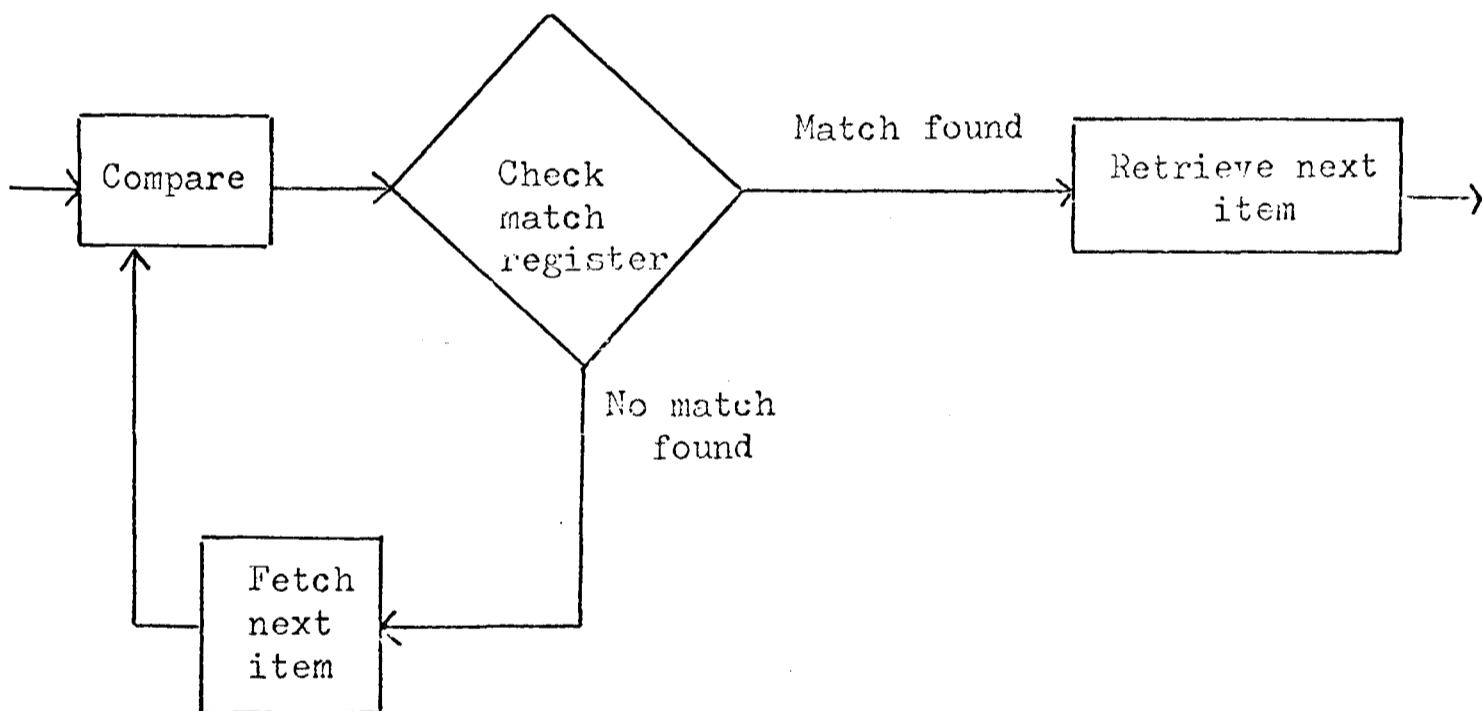 Compare
Check
match
register
Match found
Retrieve next
item
No match
found
Fetch
next
item